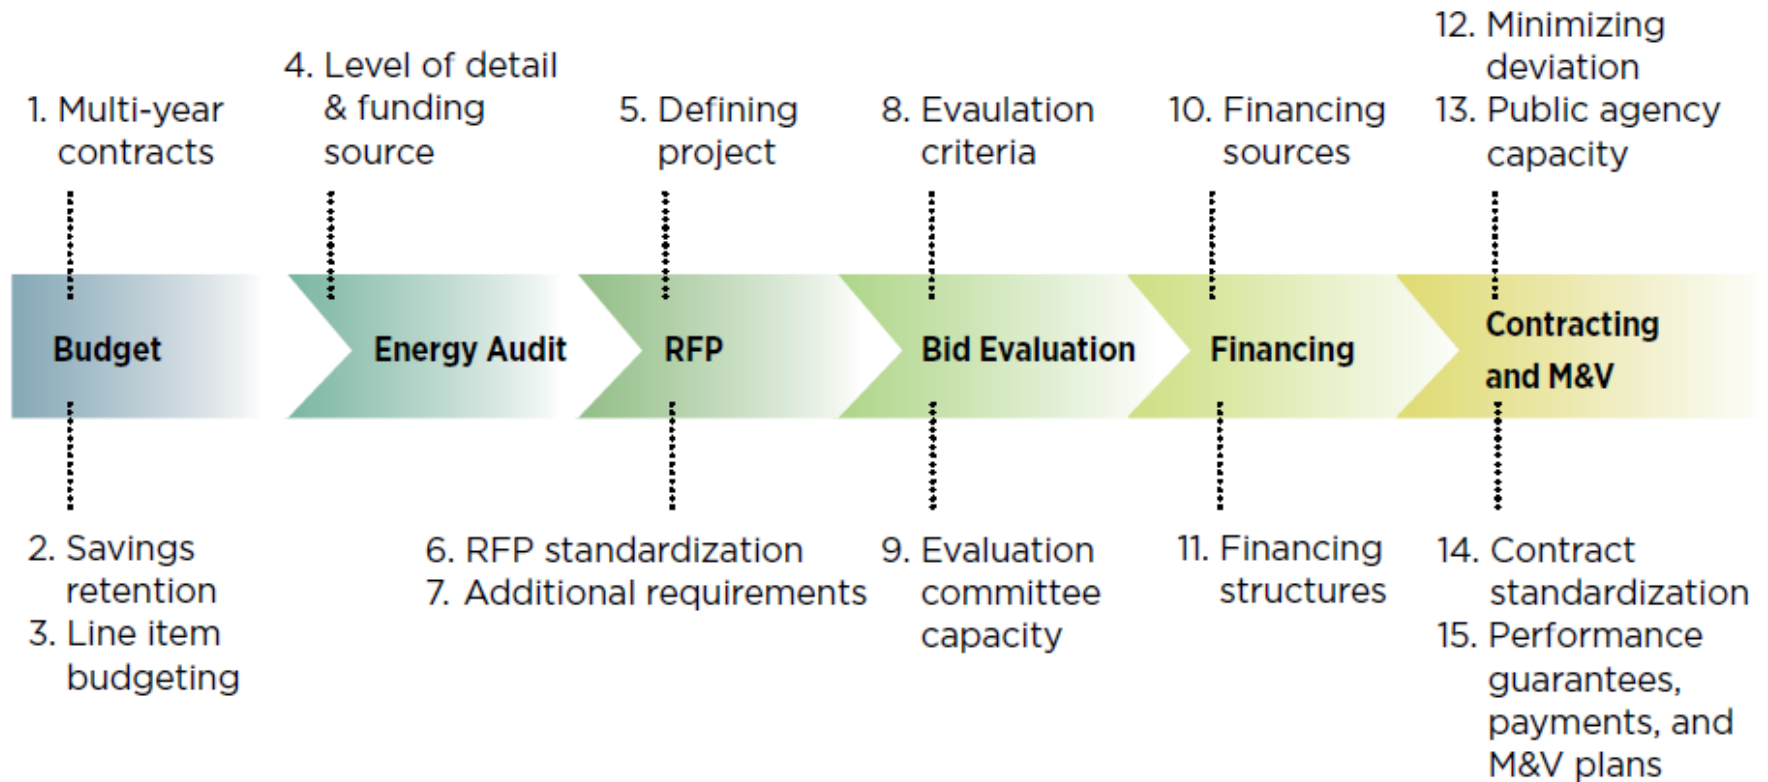 1. Multi-year
contracts
4. Level of detail
& funding
source
5. Defining
project
8. Evaulation
criteria
10. Financing
sources
12. Minimizing
deviation
13. Public agency
capacity
Budget
Energy Audit
RFP
Bid Evaluation
Financing
Contracting
and M&V
2. Savings
retention
3. Line item
budgeting
6. RFP standardization
7. Additional requirements
9. Evaluation
committee
capacity
11. Financing
structures
14. Contract
standardization
15. Performance
guarantees,
payments, and
M&V plans